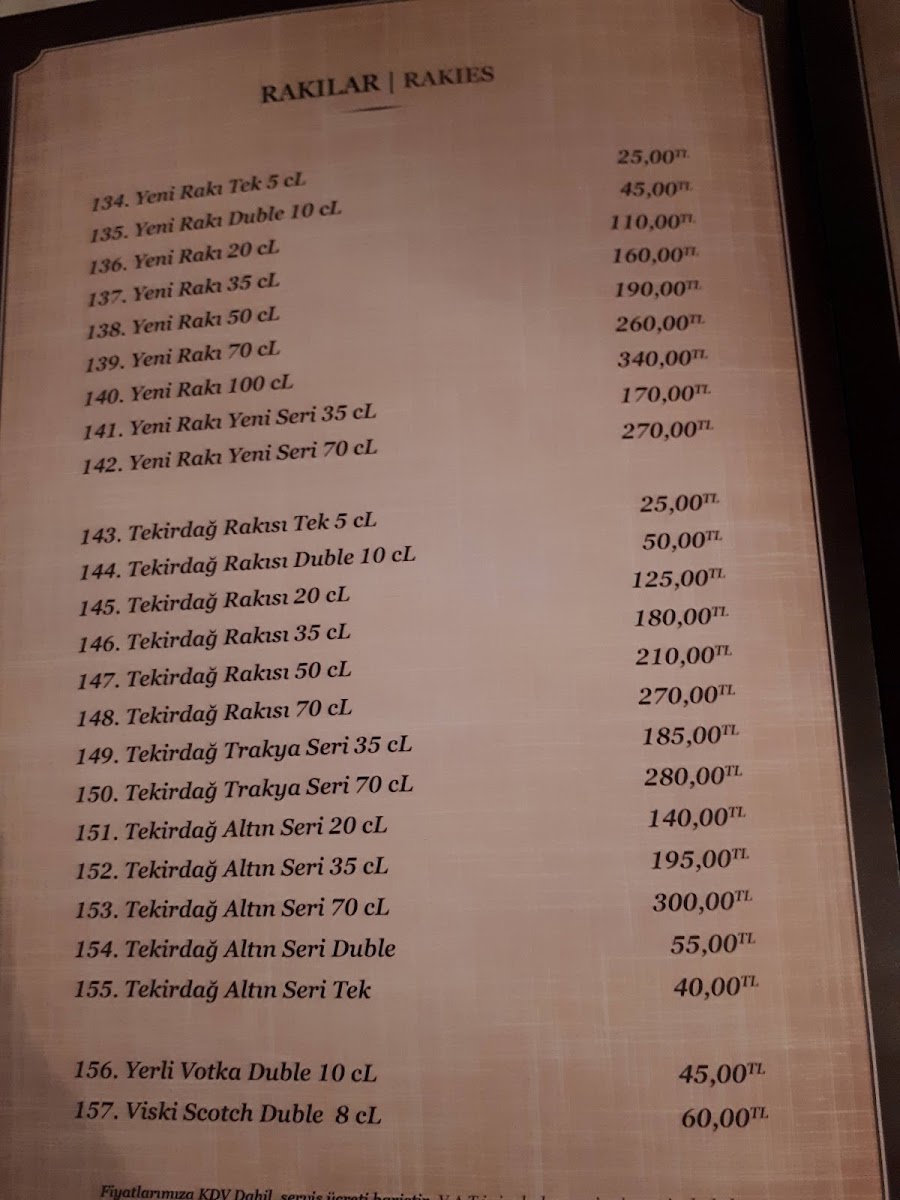 RAKILAR | RAKIES
134. Yeni Rakı Tek 5 cL 25,00TL
135. Yeni Rakı Duble 10 cL 45,00TL
136. Yeni Rakı 20 cL 110,00TL
137. Yeni Rakı 35 cL 160,00TL
138. Yeni Rakı 50 cL 190,00TL
139. Yeni Rakı 70 cL 260,00TL
140. Yeni Rakı 100 cL 340,00TL
141. Yeni Rakı Yeni Seri 35 cL 170,00TL
142. Yeni Rakı Yeni Seri 70 cL 270,00TL
143. Tekirdağ Rakısı Tek 5 cL 25,00TL
144. Tekirdağ Rakısı Duble 10 cL 50,00TL
145. Tekirdağ Rakısı 20 cL 125,00TL
146. Tekirdağ Rakısı 35 cL 180,00TL
147. Tekirdağ Rakısı 50 cL 210,00TL
148. Tekirdağ Rakısı 70 cL 270,00TL
149. Tekirdağ Trakya Seri 35 cL 185,00TL
150. Tekirdağ Trakya Seri 70 cL 280,00TL
151. Tekirdağ Altın Seri 20 cL 140,00TL
152. Tekirdağ Altın Seri 35 cL 195,00TL
153. Tekirdağ Altın Seri 70 cL 300,00TL
154. Tekirdağ Altın Seri Duble 55,00TL
155. Tekirdağ Altın Seri Tek 40,00TL
156. Yerli Votka Duble 10 cL 45,00TL
157. Viski Scotch Duble 8 cL 60,00TL
Fiyatlarımıza KDV Dahil, servis ücreti hariçtir.